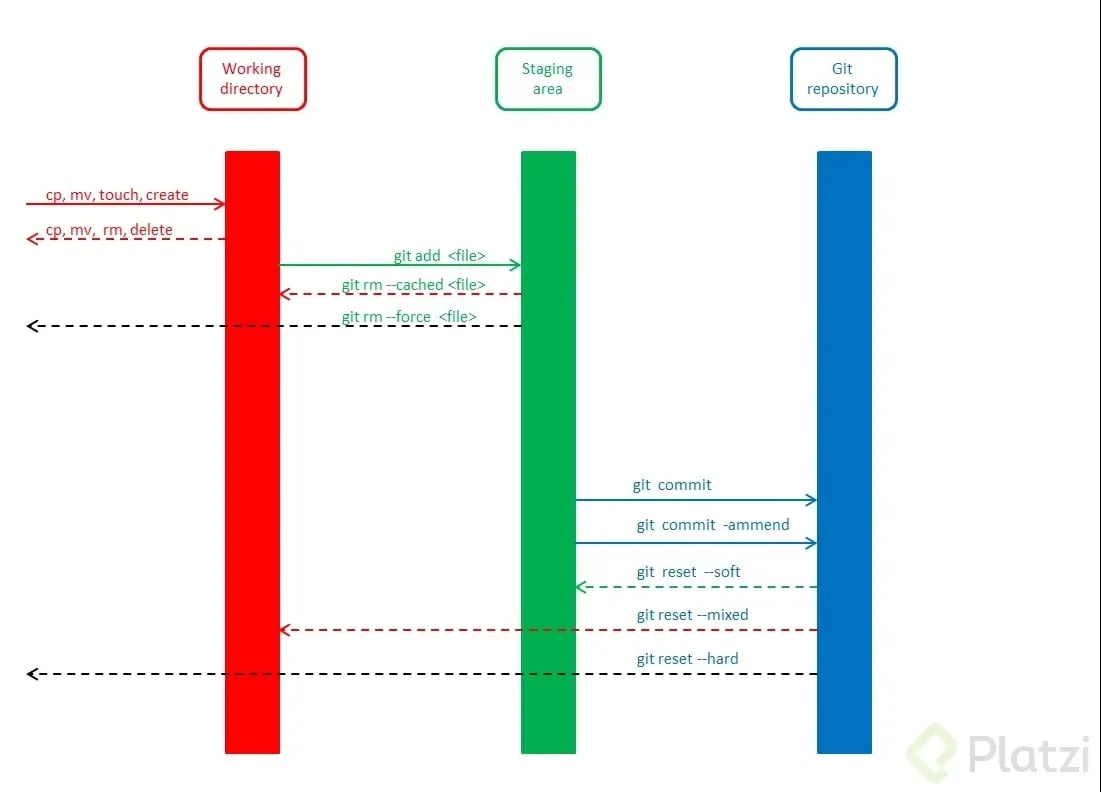 Working
directory
Staging
area
Git
repository
cp, mv, touch, create
cp, mv, rm, delete
git add <file>
git rm --cached <file>
git rm --force <file>
git commit
git commit -ammend
git reset --soft
git reset --mixed
git reset --hard
Platzi